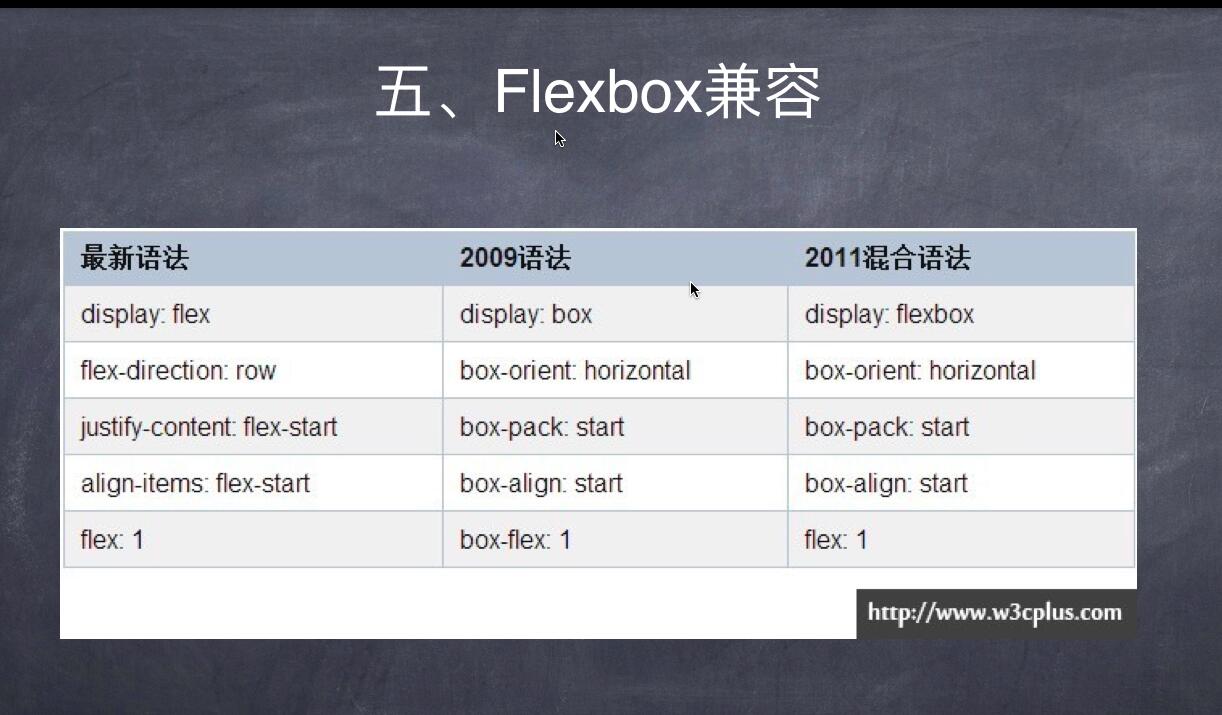 五、Flexbox兼容
最新语法 2009语法 2011混合语法
display: flex display: box display: flexbox
flex-direction: row box-orient: horizontal box-orient: horizontal
justify-content: flex-start box-pack: start box-pack: start
align-items: flex-start box-align: start box-align: start
flex: 1 box-flex: 1 flex: 1
http://www.w3cplus.com